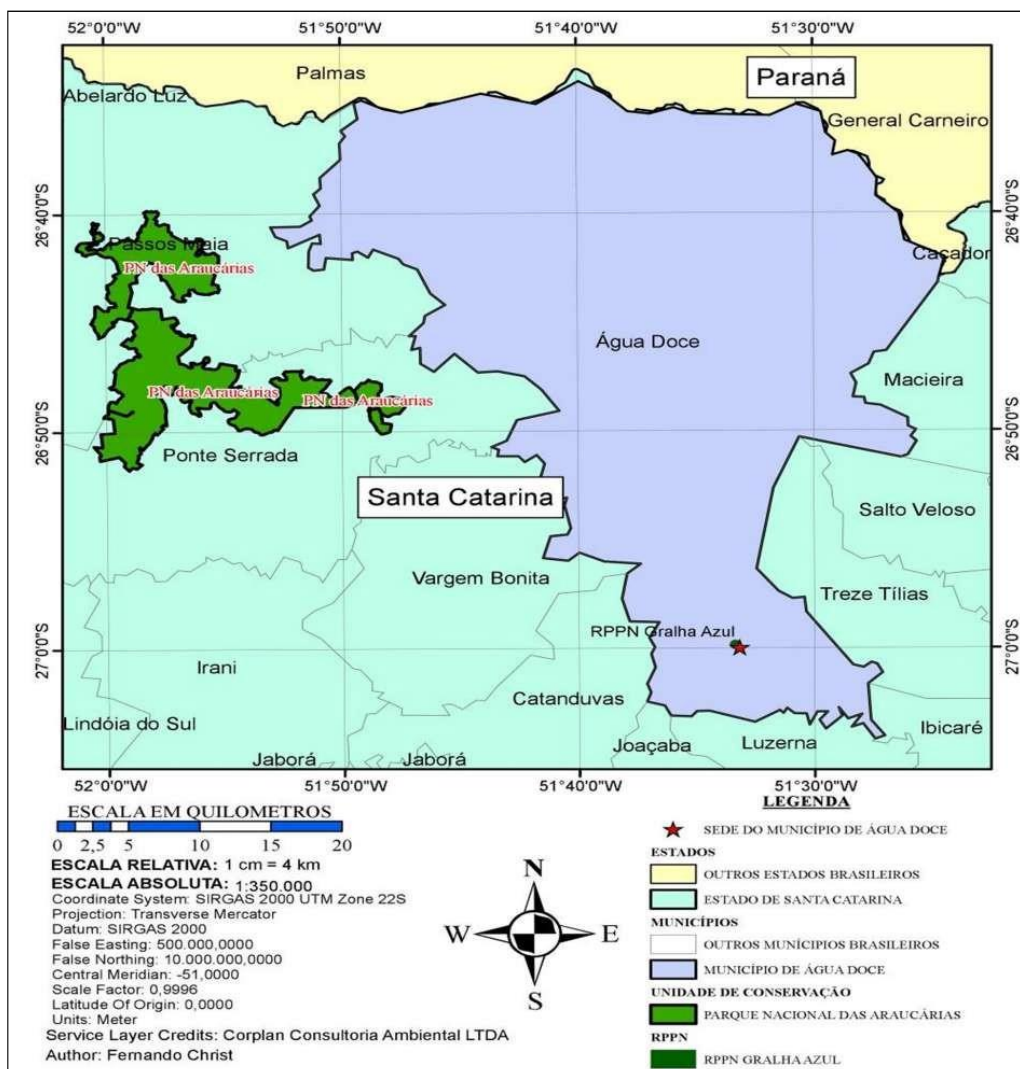 52°0'0"W 51°50'0"W 51°40'0"W 51°30'0"W
Palmas
Paraná
Abelardo Luz
General Carneiro
26°40'0"S 26°40'0"S
Passos Maia
Caçador
PN das Araucárias
Água Doce
Macieira
PN das Araucárias
PN das Araucárias
26°50'0"S 26°50'0"S
Ponte Serrada
Santa Catarina
Salto Veloso
Vargem Bonita
Treze Tílias
RPPN Gralha Azul
27°0'0"S 27°0'0"S
Irani
Catanduvas
Lindóia do Sul
Ibicaré
Jaborá Jaborá Joaçaba Luzerna
52°0'0"W 51°50'0"W 51°40'0"W 51°30'0"W
ESCALA EM QUILOMETROS
0 2,5 5 10 15 20
ESCALA RELATIVA: 1 cm = 4 km
ESCALA ABSOLUTA: 1:350.000
Coordinate System: SIRGAS 2000 UTM Zone 22S
Projection: Transverse Mercator
Datum: SIRGAS 2000
False Easting: 500.000,0000
False Northing: 10.000.000,0000
Central Meridian: -51,0000
Scale Factor: 0,9996
Latitude Of Origin: 0,0000
Units: Meter
Service Layer Credits: Corplan Consultoria Ambiental LTDA
Author: Fernando Christ
N
W E
S
LEGENDA
SEDE DO MUNICÍPIO DE ÁGUA DOCE
ESTADOS
OUTROS ESTADOS BRASILEIROS
ESTADO DE SANTA CATARINA
MUNICÍPIOS
OUTROS MUNÍCIPIOS BRASILEIROS
MUNICÍPIO DE ÁGUA DOCE
UNIDADE DE CONSERVAÇÃO
PARQUE NACIONAL DAS ARAUCÁRIAS
RPPN
RPPN GRALHA AZUL